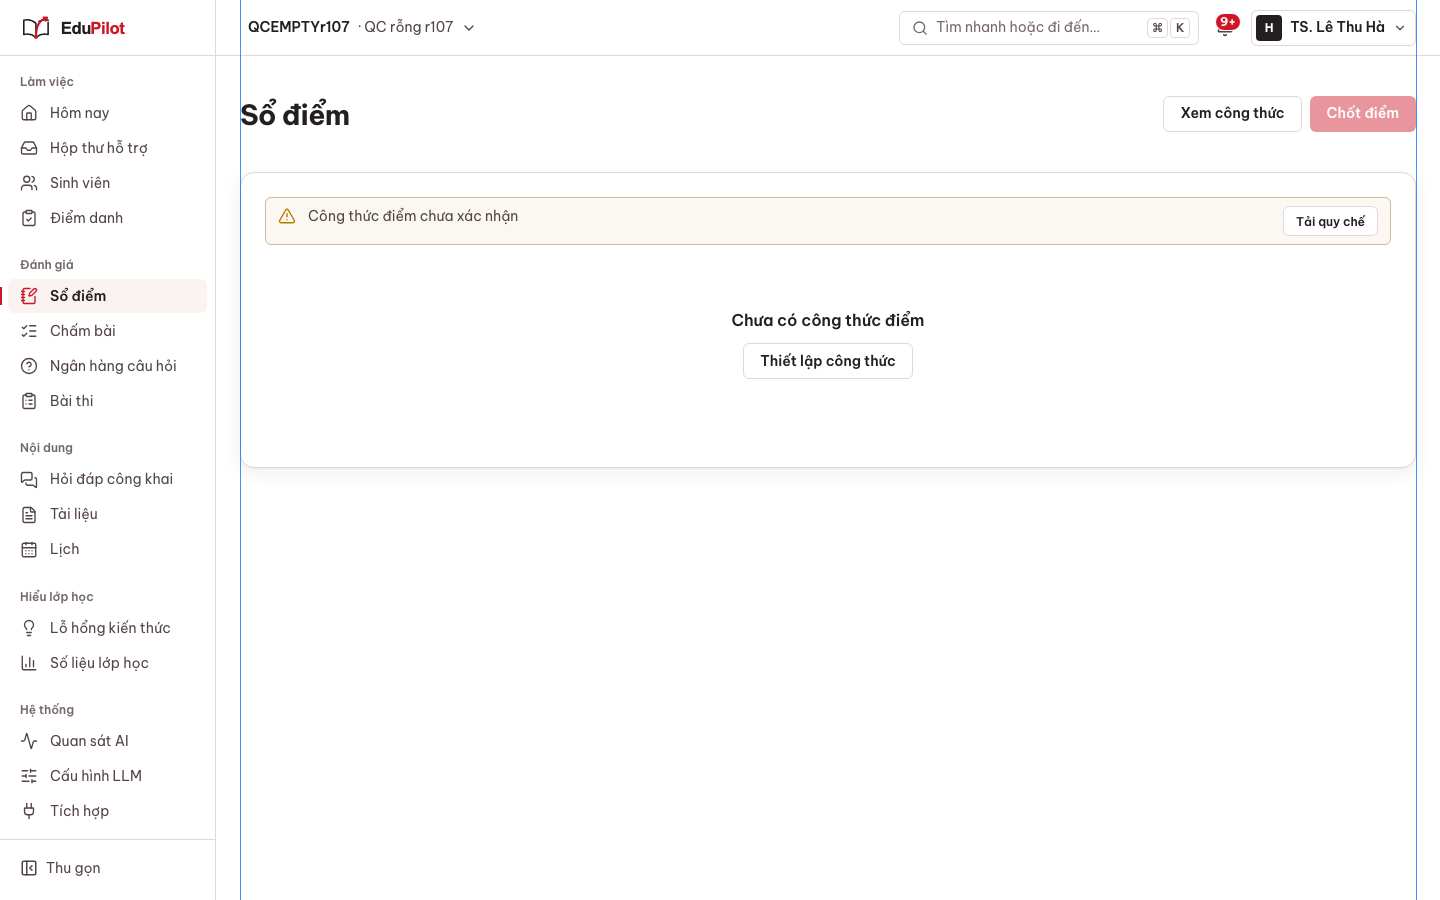 EduPilot
QCEMPTYr107 · QC rỗng r107
Tìm nhanh hoặc đi đến...
⌘ K
9+
H
TS. Lê Thu Hà
Làm việc
Hôm nay
Hộp thư hỗ trợ
Sinh viên
Điểm danh
Đánh giá
Sổ điểm
Chấm bài
Ngân hàng câu hỏi
Bài thi
Nội dung
Hỏi đáp công khai
Tài liệu
Lịch
Hiểu lớp học
Lỗ hổng kiến thức
Số liệu lớp học
Hệ thống
Quan sát AI
Cấu hình LLM
Tích hợp
Thu gọn
Sổ điểm
Xem công thức
Chốt điểm
Công thức điểm chưa xác nhận
Tải quy chế
Chưa có công thức điểm
Thiết lập công thức